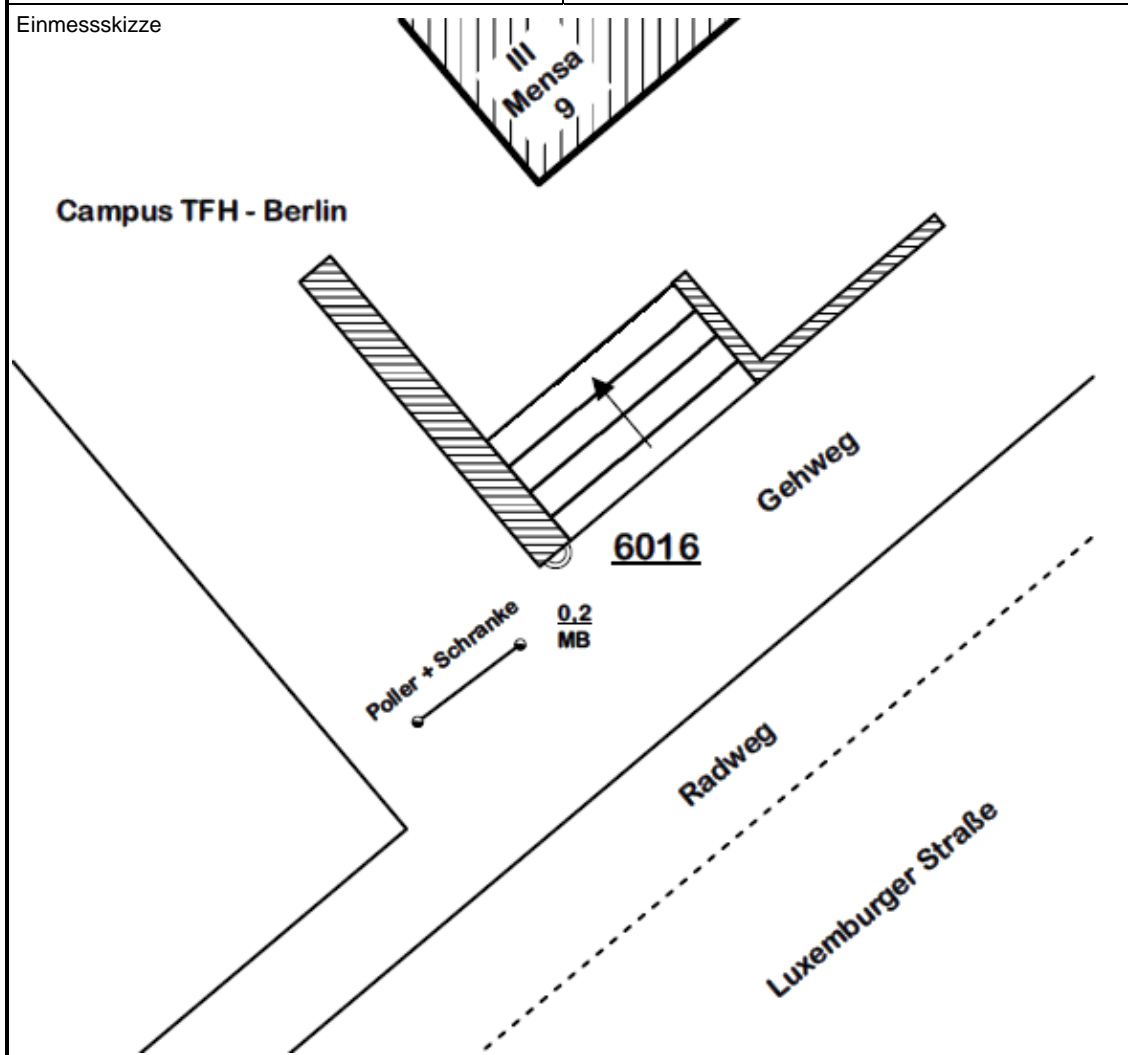 Einmessskizze
III
Mensa
9
Campus TFH - Berlin
Gehweg
6016
0,2
MB
Poller + Schranke
Radweg
Luxemburger Straße